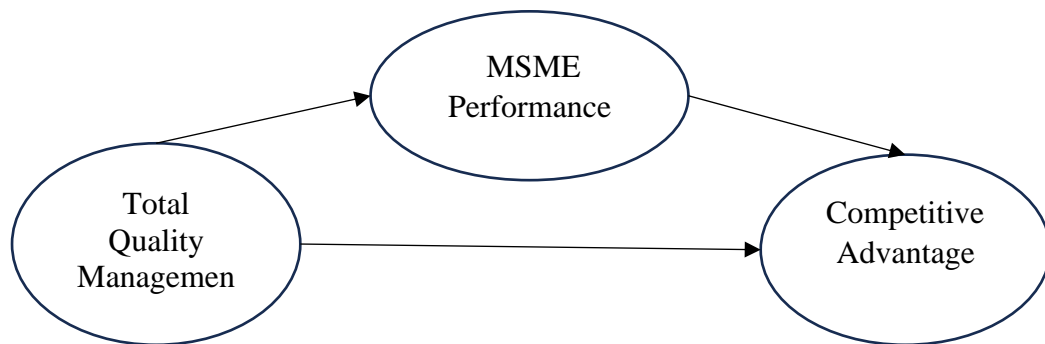 MSME
Performance
Total
Quality
Managemen
Competitive
Advantage